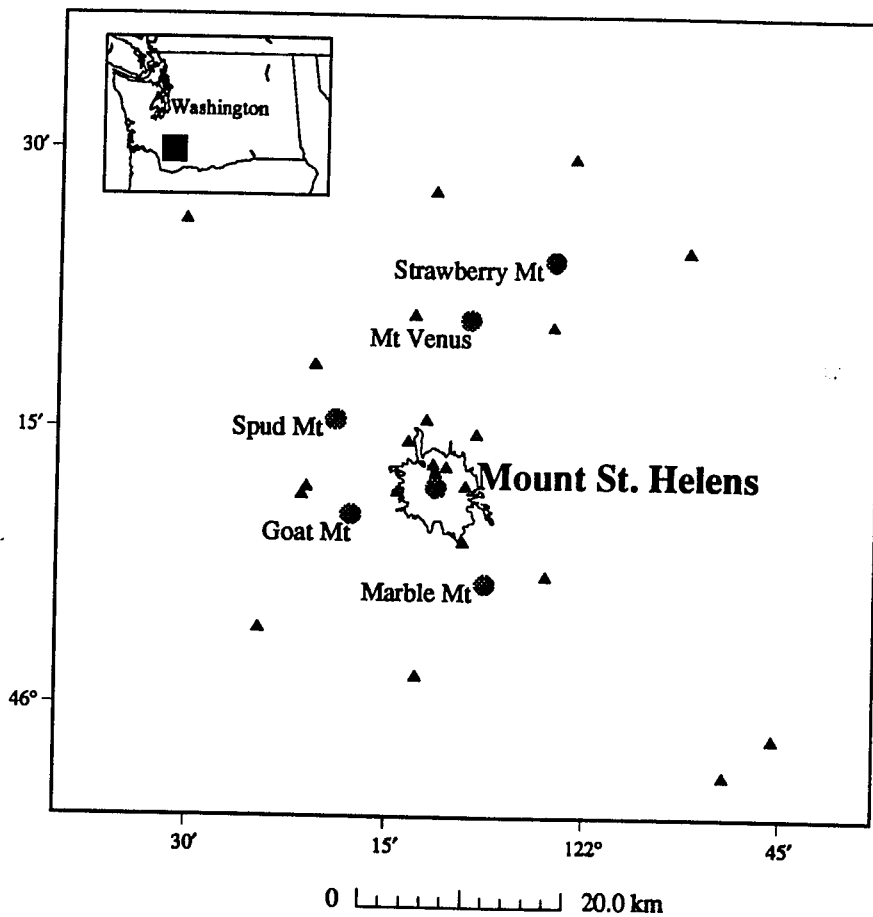 Washington
30′
Strawberry Mt
Mt Venus
15′
Spud Mt
Mount St. Helens
Goat Mt
Marble Mt
46°
30′
15′
122°
45′
0
20.0 km